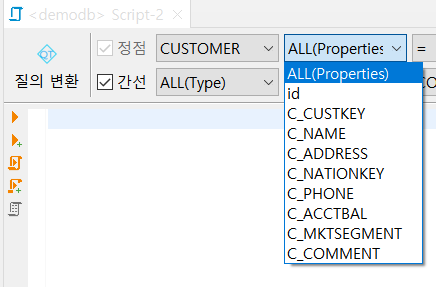 <demodb> Script-2
QT
질의 변환
정점 CUSTOMER ALL(Properties =
간선 ALL(Type)
ALL(Properties)
id
C_CUSTKEY
C_NAME
C_ADDRESS
C_NATIONKEY
C_PHONE
C_ACCTBAL
C_MKTSEGMENT
C_COMMENT